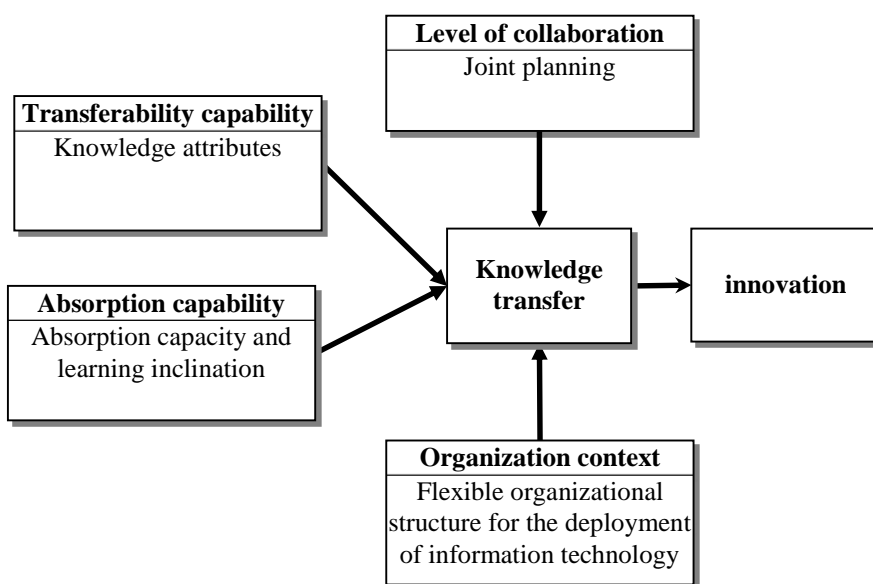 Level of collaboration
Joint planning
Transferability capability
Knowledge attributes
Knowledge
transfer
innovation
Absorption capability
Absorption capacity and
learning inclination
Organization context
Flexible organizational
structure for the deployment
of information technology